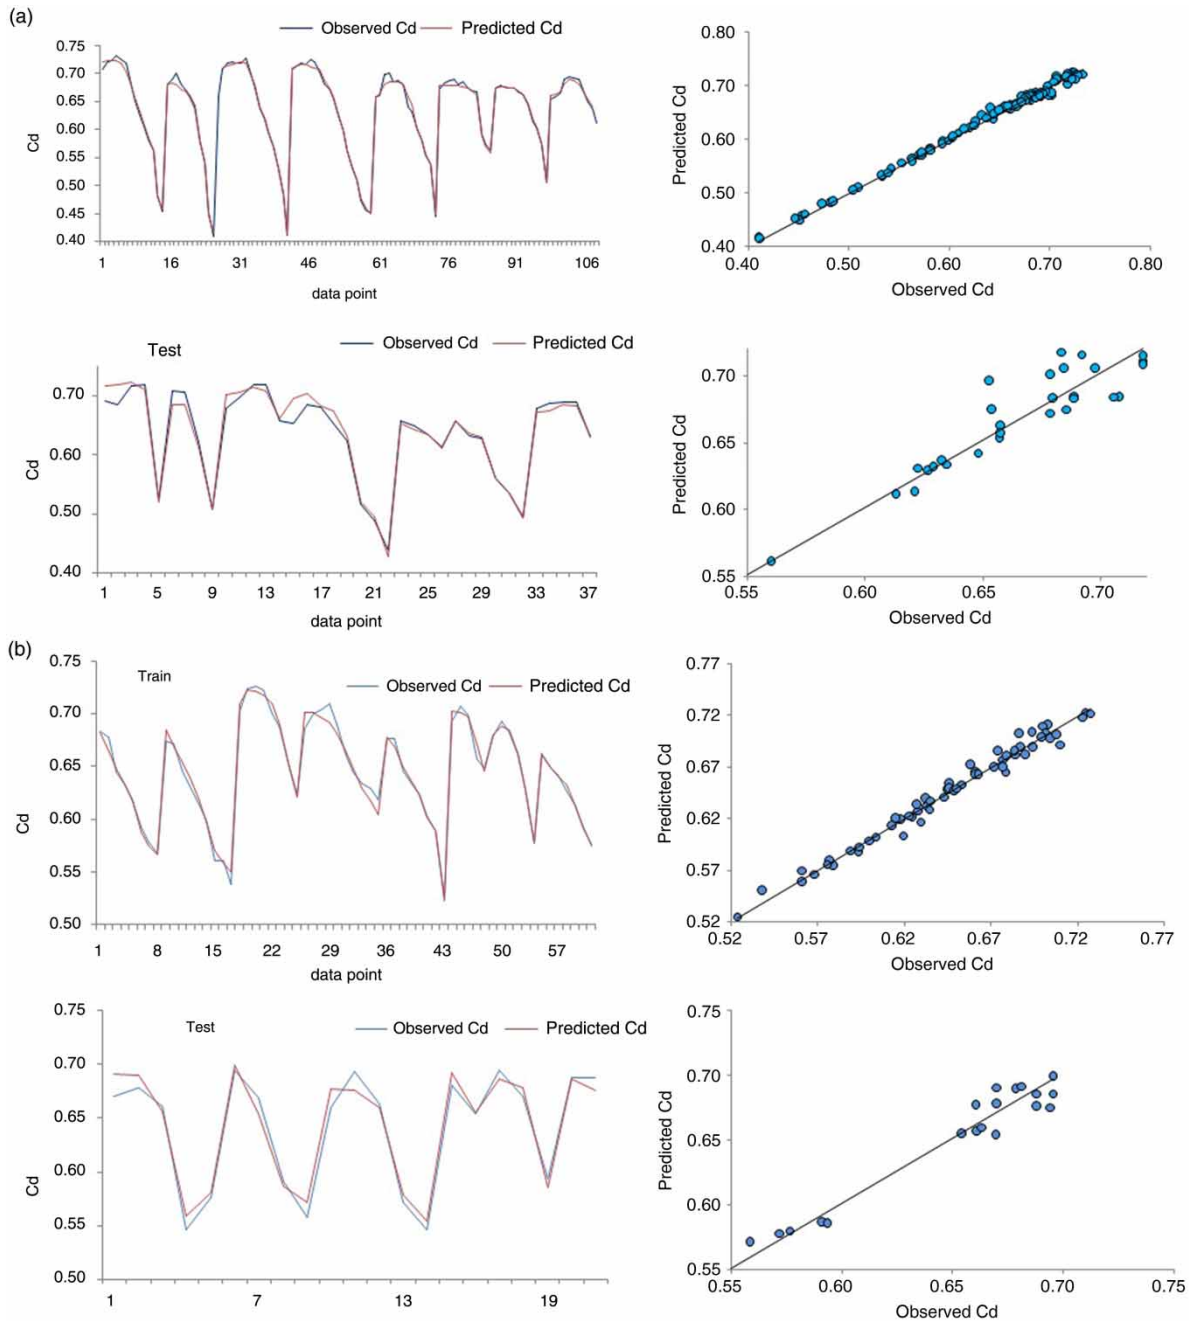 (a)
Observed Cd Predicted Cd
0.75
0.70
0.65
0.60
0.55
0.50
0.45
0.40
Cd
1 16 31 46 61 76 91 106
data point
0.80
0.70
0.60
0.50
0.40
Predicted Cd
0.40 0.50 0.60 0.70 0.80
Observed Cd
Test
Observed Cd Predicted Cd
0.70
0.60
0.50
0.40
Cd
1 5 9 13 17 21 25 29 33 37
data point
0.70
0.65
0.60
0.55
Predicted Cd
0.55 0.60 0.65 0.70
Observed Cd
(b)
Train
Observed Cd Predicted Cd
0.75
0.70
0.65
0.60
0.55
0.50
Cd
1 8 15 22 29 36 43 50 57
data point
0.77
0.72
0.67
0.62
0.57
0.52
Predicted Cd
0.52 0.57 0.62 0.67 0.72 0.77
Observed Cd
Test
Observed Cd Predicted Cd
0.75
0.70
0.65
0.60
0.55
0.50
Cd
1 7 13 19
0.75
0.70
0.65
0.60
0.55
Predicted Cd
0.55 0.60 0.65 0.70 0.75
Observed Cd